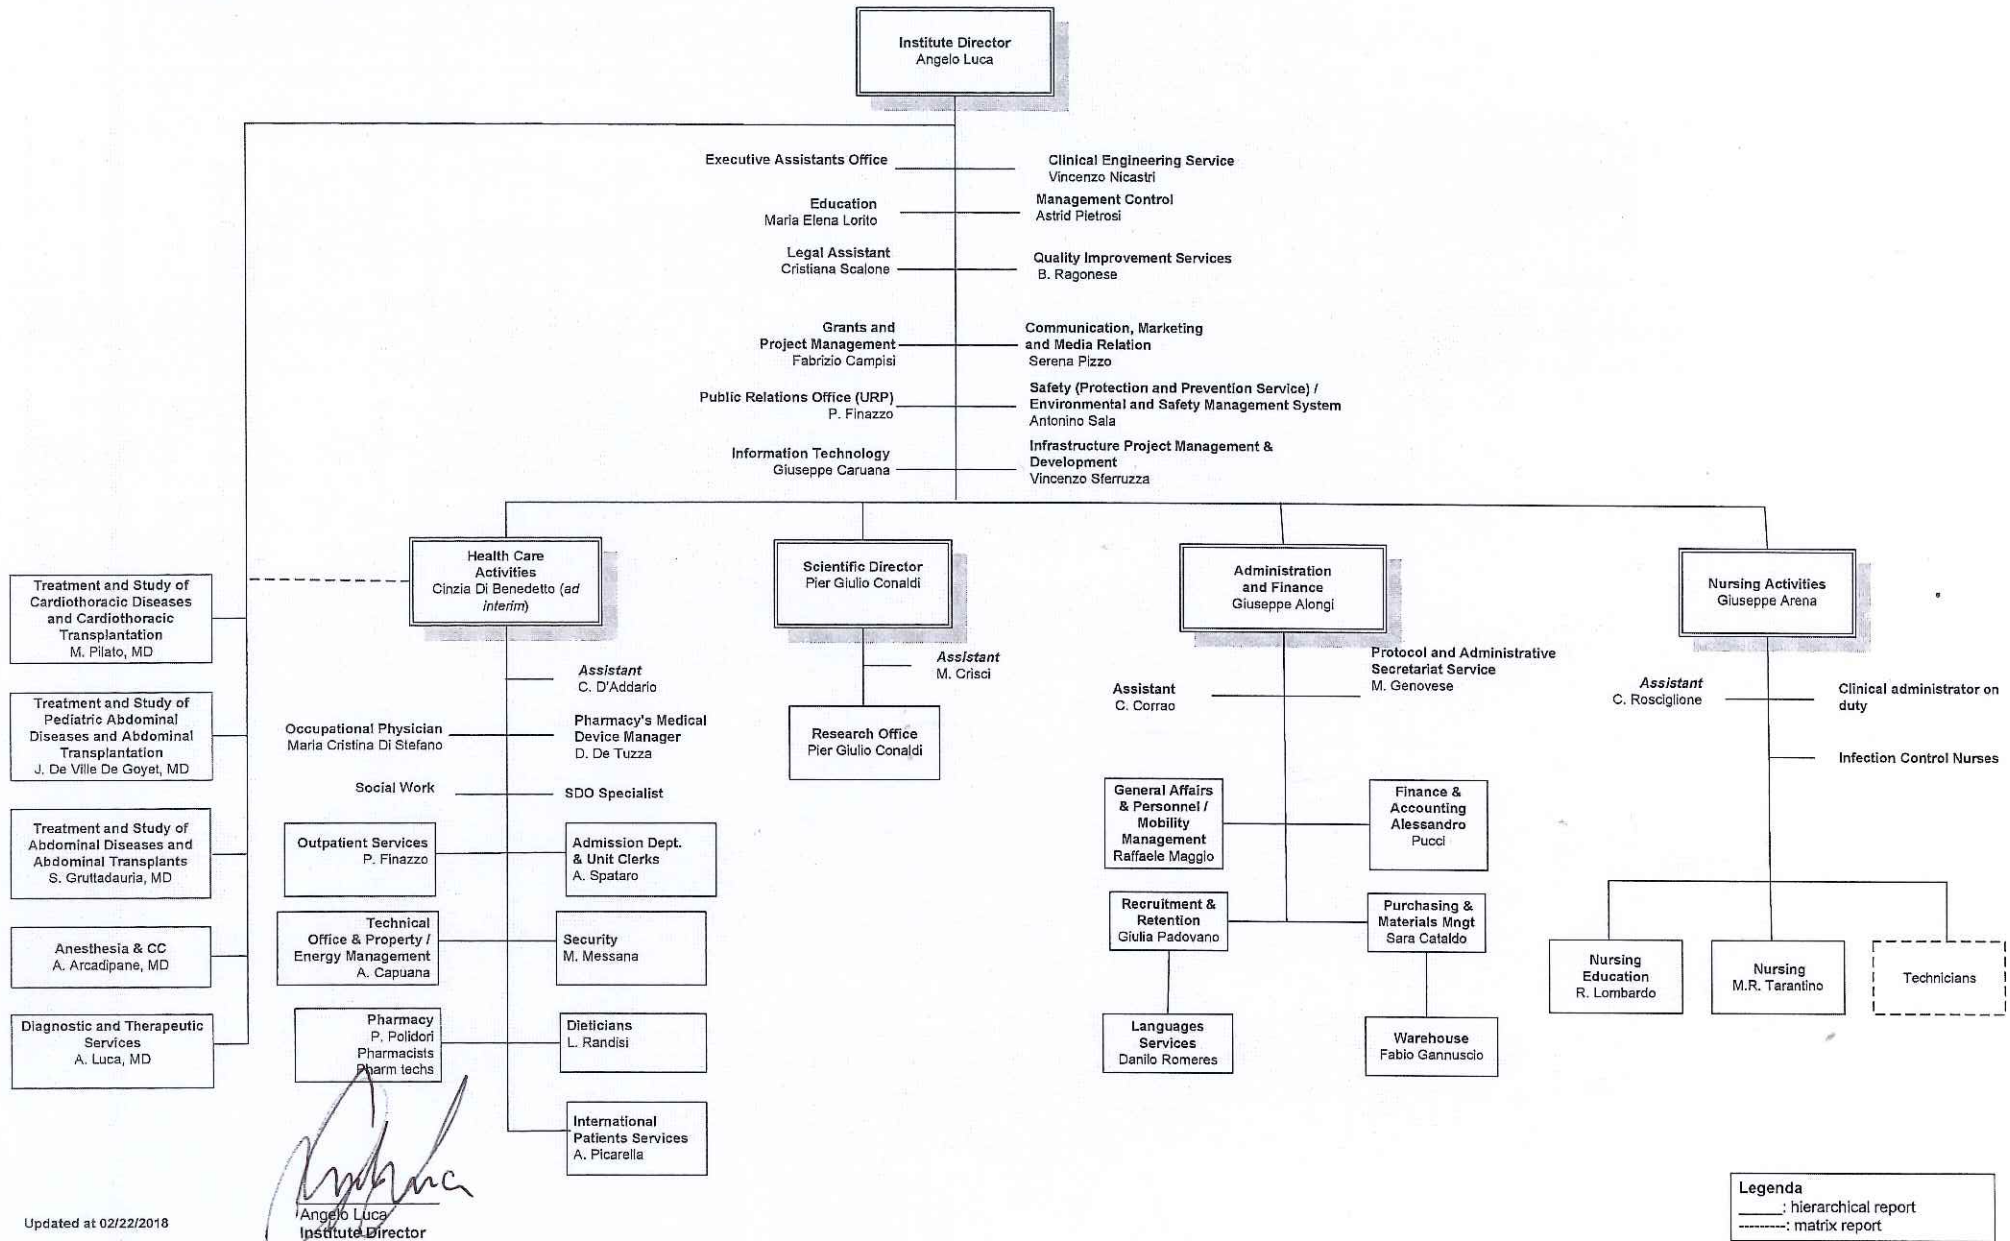 Institute Director
Angelo Luca
Executive Assistants Office
Clinical Engineering Service
Vincenzo Nicastri
Education
Maria Elena Lorito
Management Control
Astrid Pietrosi
Legal Assistant
Cristiana Scalone
Quality Improvement Services
B. Ragonese
Grants and
Project Management
Fabrizio Campisi
Communication, Marketing
and Media Relation
Serena Pizzo
Public Relations Office (URP)
P. Finazzo
Safety (Protection and Prevention Service) /
Environmental and Safety Management System
Antonino Sala
Information Technology
Giuseppe Caruana
Infrastructure Project Management &
Development
Vincenzo Sferruzza
Treatment and Study of
Cardiothoracic Diseases
and Cardiothoracic
Transplantation
M. Pilato, MD
Treatment and Study of
Pediatric Abdominal
Diseases and Abdominal
Transplantation
J. De Ville De Goyet, MD
Treatment and Study of
Abdominal Diseases and
Abdominal Transplants
S. Gruttadauria, MD
Anesthesia & CC
A. Arcadipane, MD
Diagnostic and Therapeutic
Services
A. Luca, MD
Health Care
Activities
Cinzia Di Benedetto (ad
interim)
Assistant
C. D'Addario
Occupational Physician
Maria Cristina Di Stefano
Pharmacy's Medical
Device Manager
D. De Tuzza
Social Work
SDO Specialist
Outpatient Services
P. Finazzo
Admission Dept.
& Unit Clerks
A. Spataro
Technical
Office & Property /
Energy Management
A. Capuana
Security
M. Messana
Pharmacy
P. Polidori
Pharmacists
Pharm techs
Dieticians
L. Randisi
International
Patients Services
A. Picarella
Scientific Director
Pier Giulio Conaldi
Assistant
M. Crisci
Research Office
Pier Giulio Conaldi
Administration
and Finance
Giuseppe Alongi
Assistant
C. Corrao
Protocol and Administrative
Secretariat Service
M. Genovese
General Affairs
& Personnel /
Mobility
Management
Raffaele Maggio
Finance &
Accounting
Alessandro
Pucci
Recruitment &
Retention
Giulia Padovano
Purchasing &
Materials Mngt
Sara Cataldo
Languages
Services
Danilo Romeres
Warehouse
Fabio Gannuscio
Nursing Activities
Giuseppe Arena
Assistant
C. Rosciglione
Clinical administrator on
duty
Infection Control Nurses
Nursing
Education
R. Lombardo
Nursing
M.R. Tarantino
Technicians
Updated at 02/22/2018
Angelo Luca
Institute Director
Legenda
______: hierarchical report
---------: matrix report